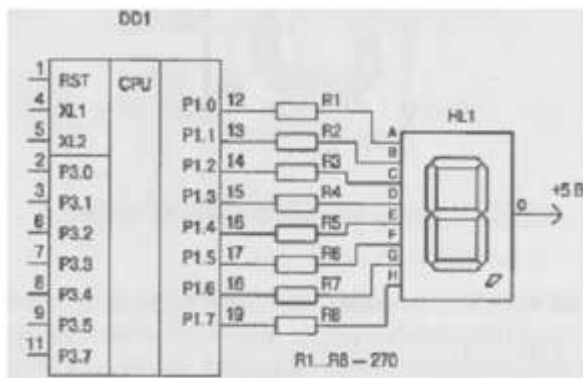 DD1
1 RST CPU
4 XL1
5 XL2
2 P3.0
3 P3.1
6 P3.2
7 P3.3
8 P3.4
9 P3.5
11 P3.7
P1.0 12 R1
P1.1 13 R2
P1.2 14 R3
P1.3 15 R4
P1.4 16 R5
P1.5 17 R6
P1.6 18 R7
P1.7 19 R8
HL1
A
B
C
D
E
F
G
H
0 +5 В
R1...R8 – 270